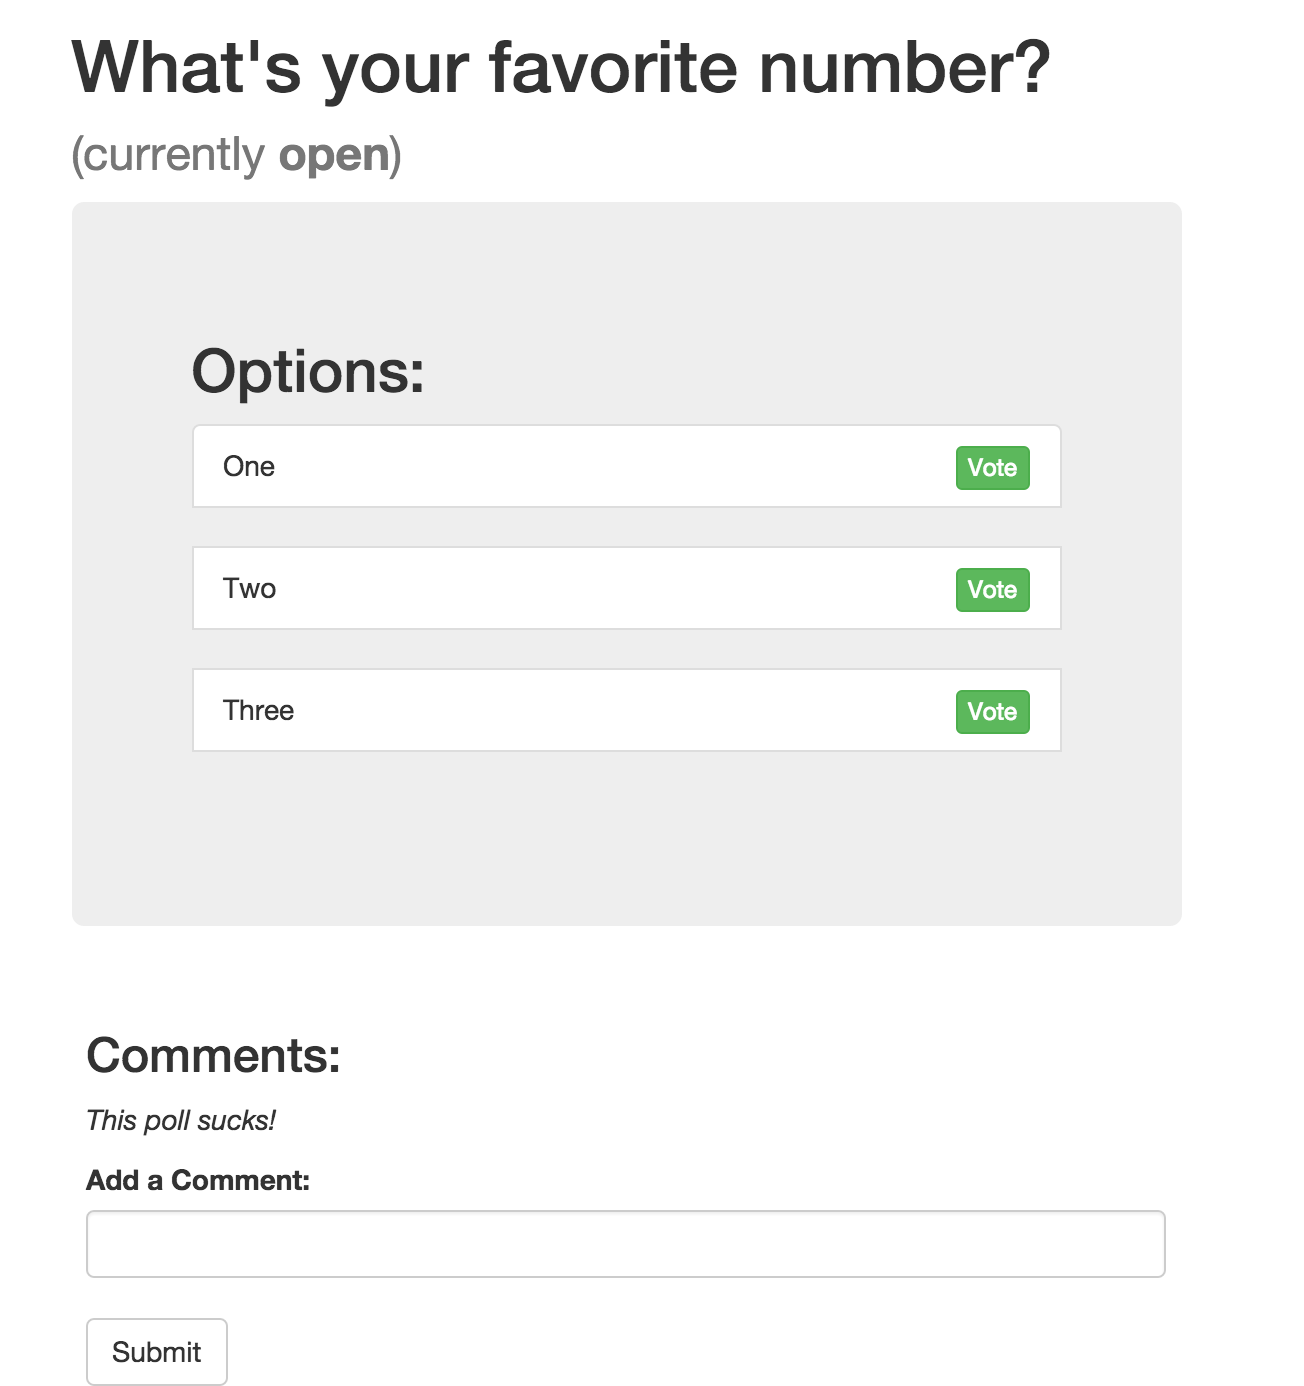 What's your favorite number?
(currently open)
Options:
One Vote
Two Vote
Three Vote
Comments:
This poll sucks!
Add a Comment:
Submit